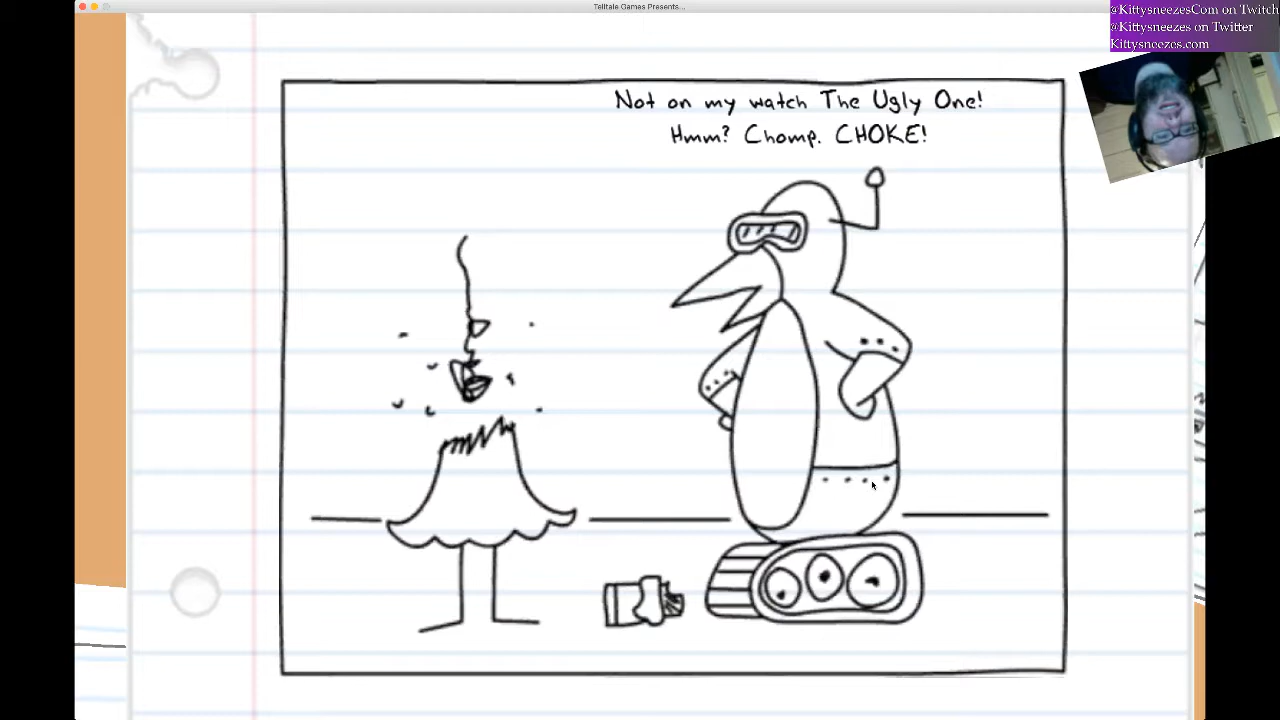 Telltale Games Presents...
@KittysneezesCom on Twitch
@Kittysneezes on Twitter
Kittysneezes.com
Not on my watch The Ugly One!
Hmm? Chomp. CHOKE!